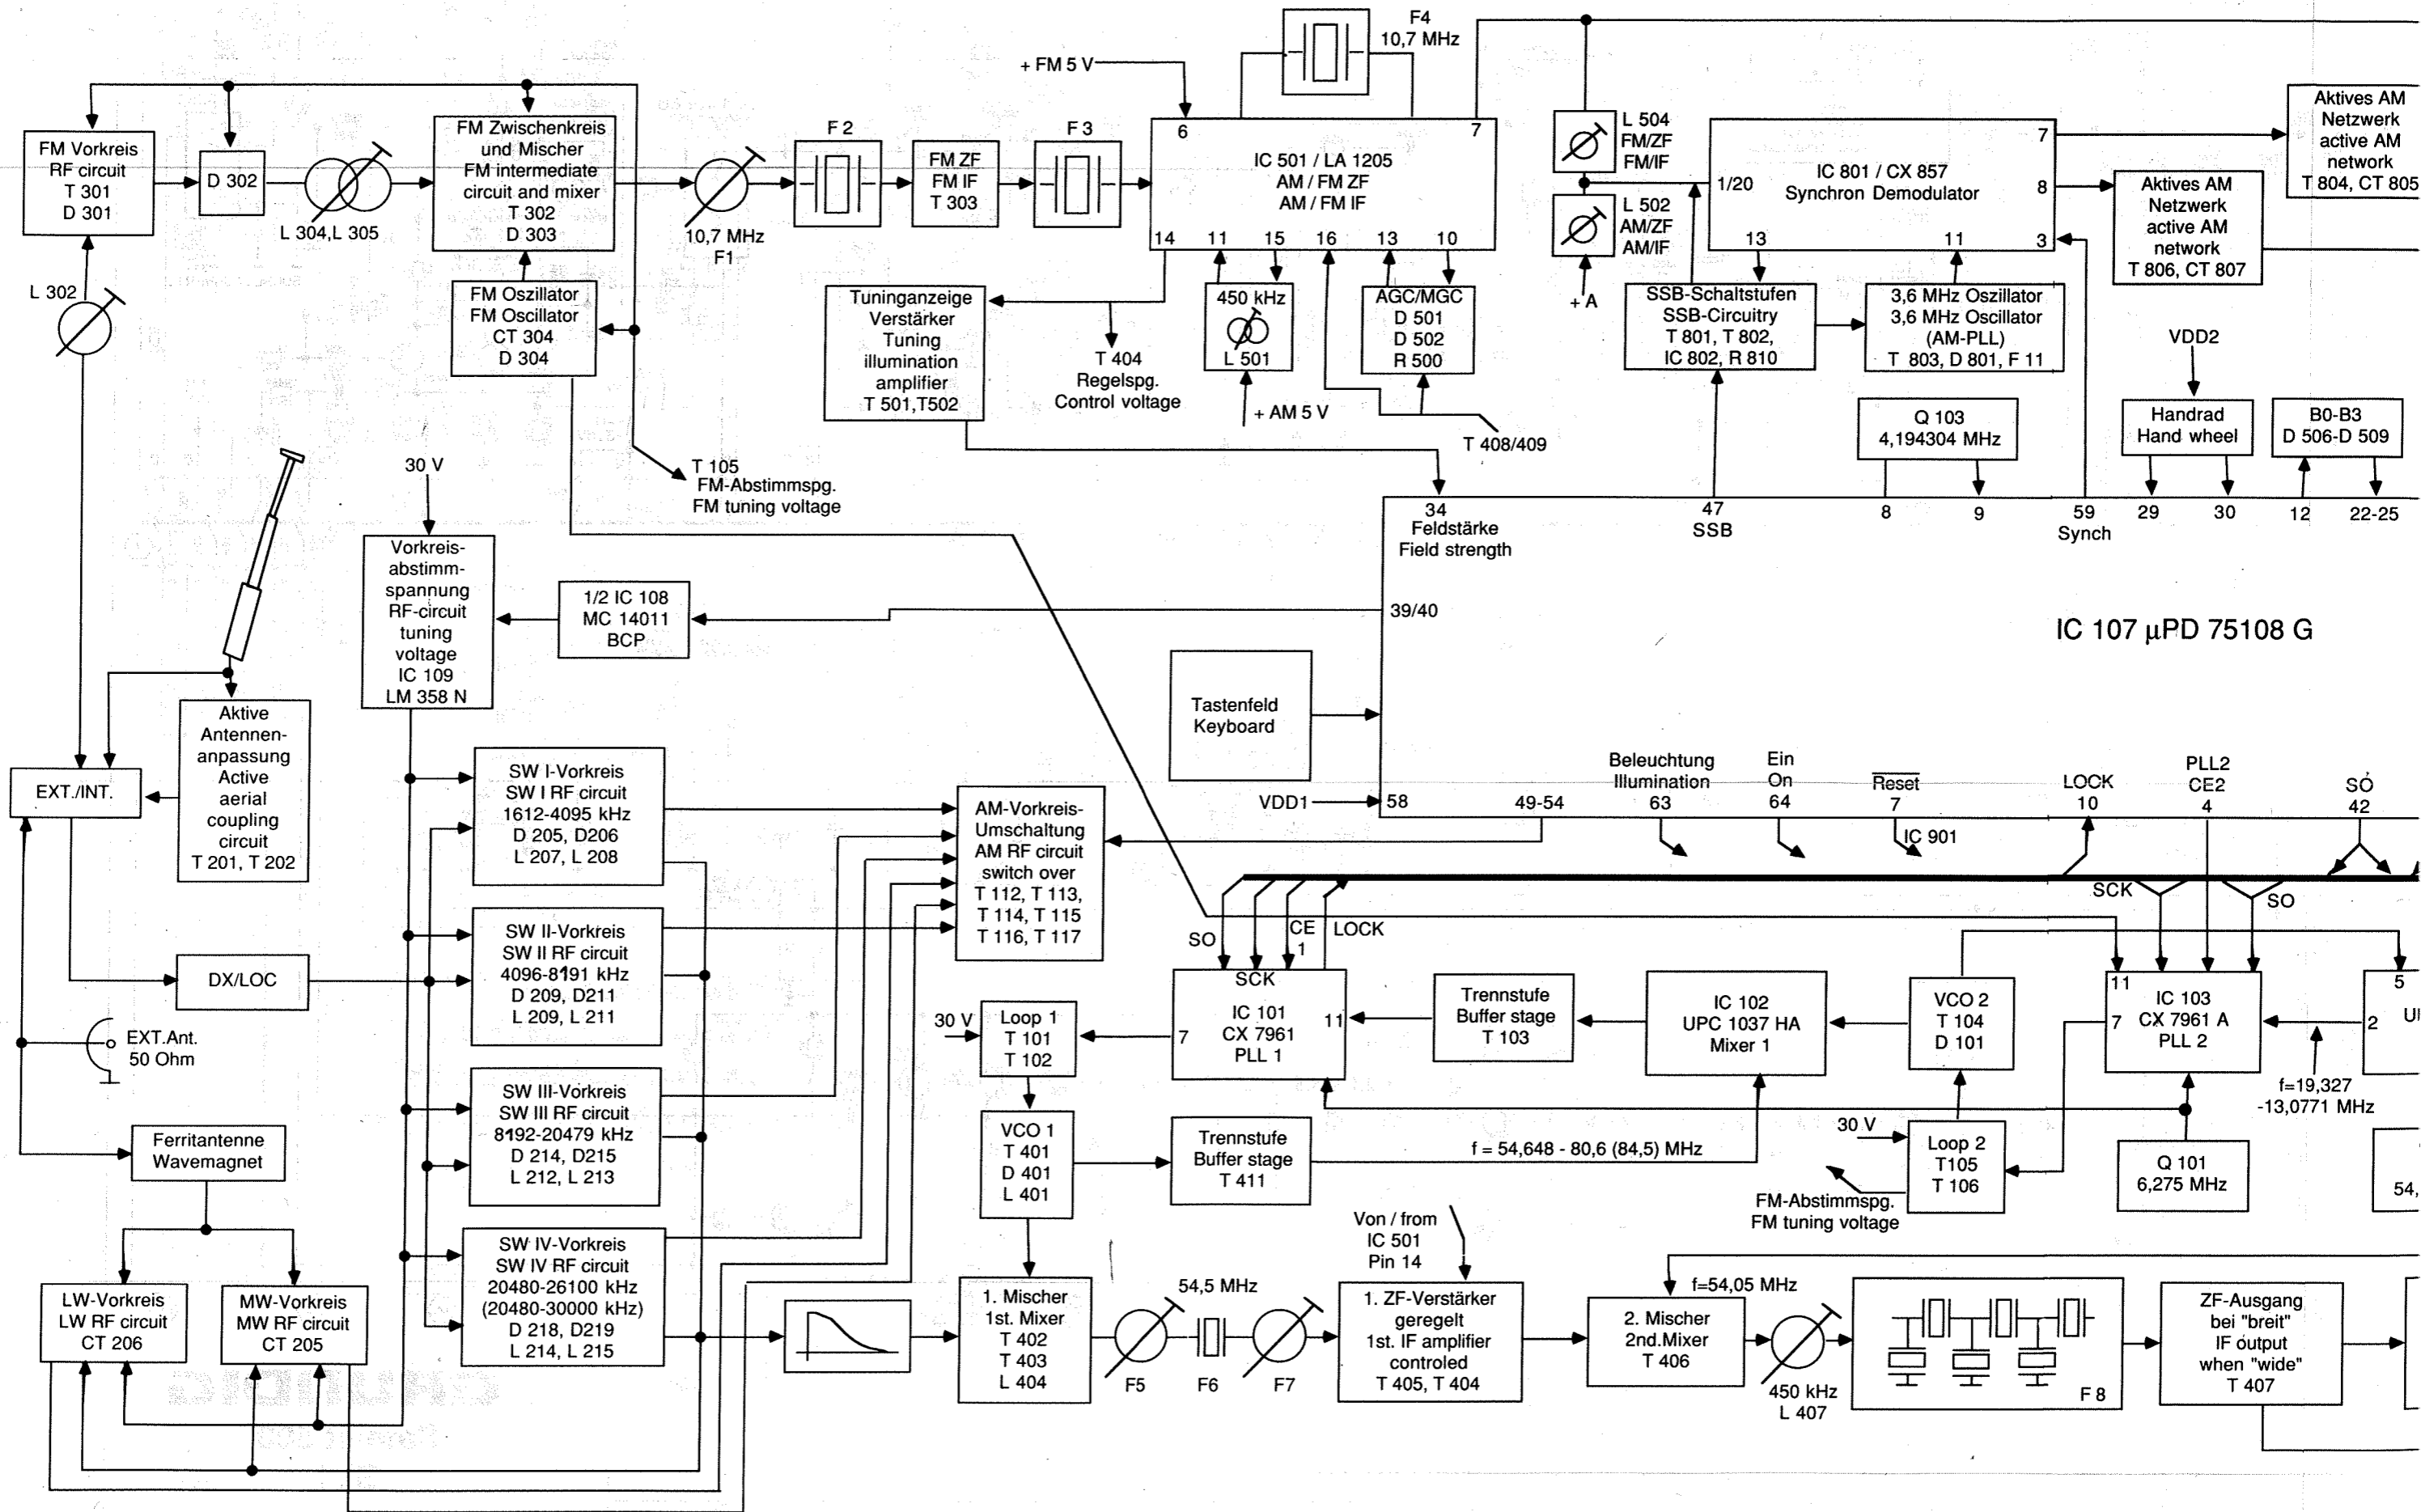 F4
10,7 MHz
+ FM 5 V
FM Vorkreis
RF circuit
T 301
D 301
D 302
L 304,L 305
FM Zwischenkreis
und Mischer
FM intermediate
circuit and mixer
T 302
D 303
10,7 MHz
F1
F 2
FM ZF
FM IF
T 303
F 3
6
7
IC 501 / LA 1205
AM / FM ZF
AM / FM IF
14
11
15
16
13
10
L 504
FM/ZF
FM/IF
L 502
AM/ZF
AM/IF
+ A
1/20
IC 801 / CX 857
Synchron Demodulator
7
8
3
13
11
Aktives AM
Netzwerk
active AM
network
T 804, CT 805
Aktives AM
Netzwerk
active AM
network
T 806, CT 807
L 302
FM Oszillator
FM Oscillator
CT 304
D 304
Tuninganzeige
Verstärker
Tuning
illumination
amplifier
T 501,T502
T 404
Regelspg.
Control voltage
450 kHz
L 501
+ AM 5 V
AGC/MGC
D 501
D 502
R 500
T 408/409
SSB-Schaltstufen
SSB-Circuitry
T 801, T 802,
IC 802, R 810
3,6 MHz Oszillator
3,6 MHz Oscillator
(AM-PLL)
T 803, D 801, F 11
VDD2
Q 103
4,194304 MHz
Handrad
Hand wheel
B0-B3
D 506-D 509
T 105
FM-Abstimmspg.
FM tuning voltage
30 V
34
Feldstärke
Field strength
47
SSB
8
9
59
Synch
29
30
12
22-25
Vorkreis-
abstimm-
spannung
RF-circuit
tuning
voltage
IC 109
LM 358 N
1/2 IC 108
MC 14011
BCP
39/40
IC 107 µPD 75108 G
Tastenfeld
Keyboard
Aktive
Antennen-
anpassung
Active
aerial
coupling
circuit
T 201, T 202
EXT./INT.
VDD1
58
49-54
Beleuchtung
Illumination
63
Ein
On
64
Reset
7
IC 901
LOCK
10
PLL2
CE2
4
SO
42
SW I-Vorkreis
SW I RF circuit
1612-4095 kHz
D 205, D206
L 207, L 208
AM-Vorkreis-
Umschaltung
AM RF circuit
switch over
T 112, T 113,
T 114, T 115
T 116, T 117
SCK
SO
SO
CE
1
LOCK
SW II-Vorkreis
SW II RF circuit
4096-8191 kHz
D 209, D211
L 209, L 211
DX/LOC
EXT.Ant.
50 Ohm
30 V
Loop 1
T 101
T 102
SCK
IC 101
CX 7961
PLL 1
7
11
Trennstufe
Buffer stage
T 103
IC 102
UPC 1037 HA
Mixer 1
VCO 2
T 104
D 101
11
7
IC 103
CX 7961 A
PLL 2
5
2
UI
f=19,327
-13,0771 MHz
SW III-Vorkreis
SW III RF circuit
8192-20479 kHz
D 214, D215
L 212, L 213
Ferritantenne
Wavemagnet
VCO 1
T 401
D 401
L 401
Trennstufe
Buffer stage
T 411
f = 54,648 - 80,6 (84,5) MHz
30 V
Loop 2
T105
T 106
FM-Abstimmspg.
FM tuning voltage
Q 101
6,275 MHz
54,
SW IV-Vorkreis
SW IV RF circuit
20480-26100 kHz
(20480-30000 kHz)
D 218, D219
L 214, L 215
LW-Vorkreis
LW RF circuit
CT 206
MW-Vorkreis
MW RF circuit
CT 205
1. Mischer
1st. Mixer
T 402
T 403
L 404
54,5 MHz
F5
F6
F7
Von / from
IC 501
Pin 14
1. ZF-Verstärker
geregelt
1st. IF amplifier
controled
T 405, T 404
f=54,05 MHz
2. Mischer
2nd.Mixer
T 406
450 kHz
L 407
F 8
ZF-Ausgang
bei "breit"
IF output
when "wide"
T 407